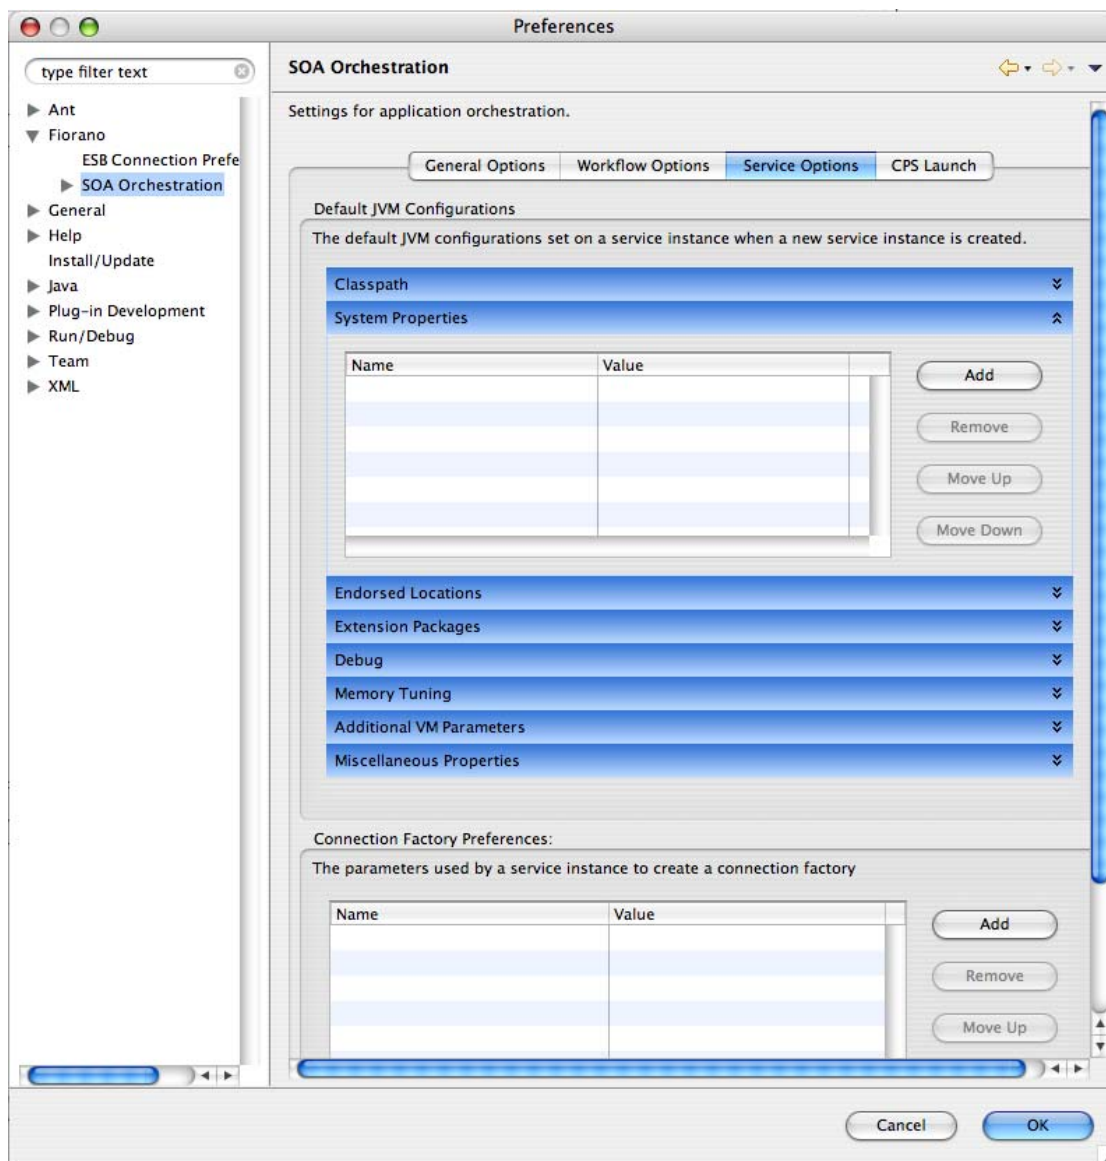 Preferences
type filter text
Ant
Fiorano
ESB Connection Prefe
SOA Orchestration
General
Help
Install/Update
Java
Plug-in Development
Run/Debug
Team
XML
SOA Orchestration
Settings for application orchestration.
General Options Workflow Options Service Options CPS Launch
Default JVM Configurations
The default JVM configurations set on a service instance when a new service instance is created.
Classpath
System Properties
Name Value
Add
Remove
Move Up
Move Down
Endorsed Locations
Extension Packages
Debug
Memory Tuning
Additional VM Parameters
Miscellaneous Properties
Connection Factory Preferences:
The parameters used by a service instance to create a connection factory
Name Value
Add
Remove
Move Up
Cancel OK